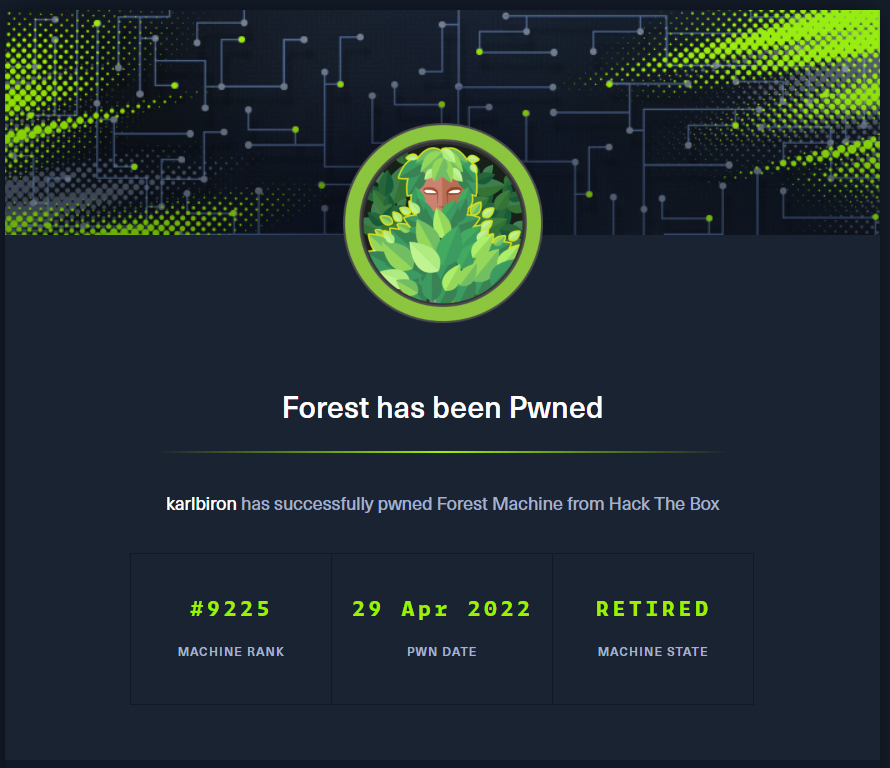 Forest has been Pwned
karlbiron has successfully pwned Forest Machine from Hack The Box
#9225
MACHINE RANK
29 Apr 2022
PWN DATE
RETIRED
MACHINE STATE